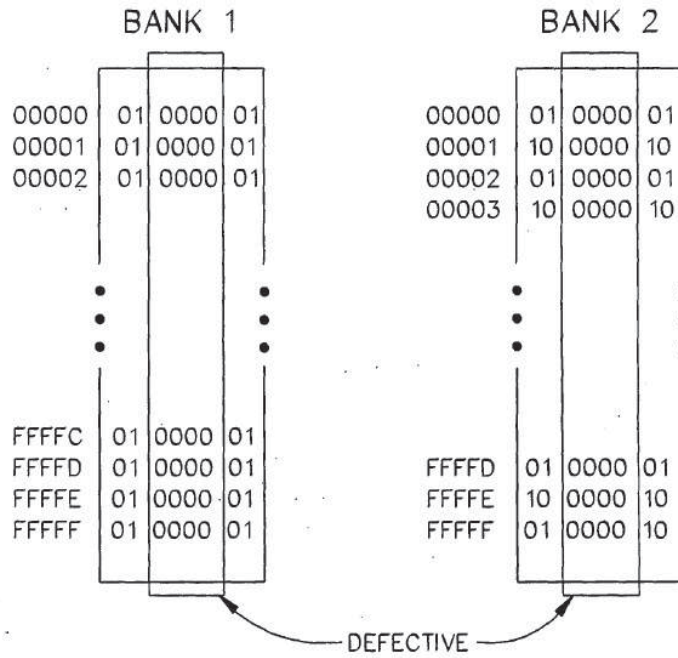 BANK 1
00000 01 0000 01
00001 01 0000 01
00002 01 0000 01
FFFFC 01 0000 01
FFFFD 01 0000 01
FFFFE 01 0000 01
FFFFF 01 0000 01
BANK 2
00000 01 0000 01
00001 10 0000 10
00002 01 0000 01
00003 10 0000 10
FFFFD 01 0000 01
FFFFE 10 0000 10
FFFFF 01 0000 10
DEFECTIVE